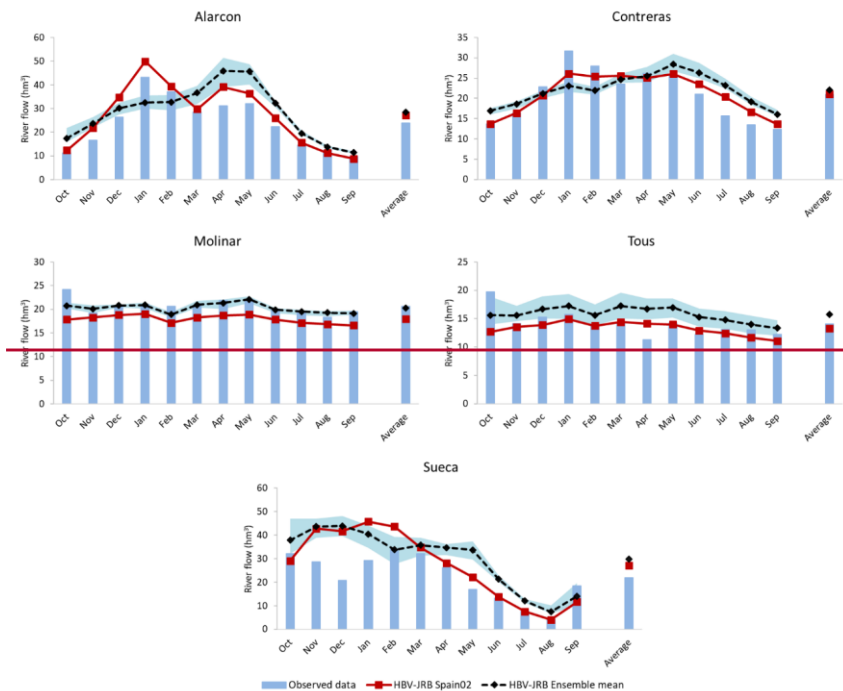 Alarcon
Contreras
River flow (hm³)
60
50
40
30
20
10
0
Oct Nov Dec Jan Feb Mar Apr May Jun Jul Aug Sep Average
River flow (hm³)
35
30
25
20
15
10
5
0
Oct Nov Dec Jan Feb Mar Apr May Jun Jul Aug Sep Average
Molinar
Tous
River flow (hm³)
30
25
20
15
10
5
0
Oct Nov Dec Jan Feb Mar Apr May Jun Jul Aug Sep Average
River flow (hm³)
25
20
15
10
5
0
Oct Nov Dec Jan Feb Mar Apr May Jun Jul Aug Sep Average
Sueca
River flow (hm³)
60
50
40
30
20
10
0
Oct Nov Dec Jan Feb Mar Apr May Jun Jul Aug Sep Average
Observed data HBV-JRB Spain02 HBV-JRB Ensemble mean